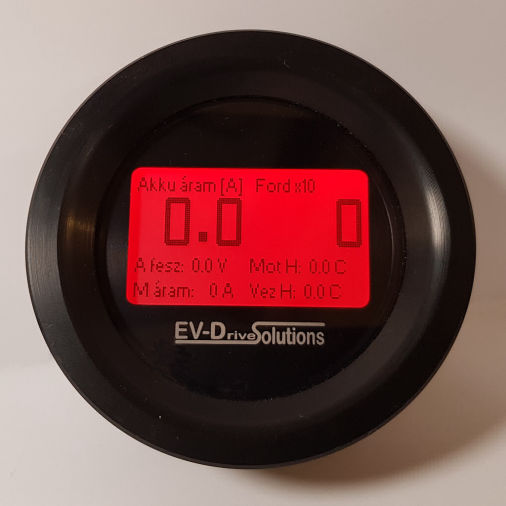 Akku áram [A] Ford x10
0.0 0
A fesz: 0.0 V Mot H: 0.0 C
M áram: 0 A Vez H: 0.0 C
EV-DriveSolutions